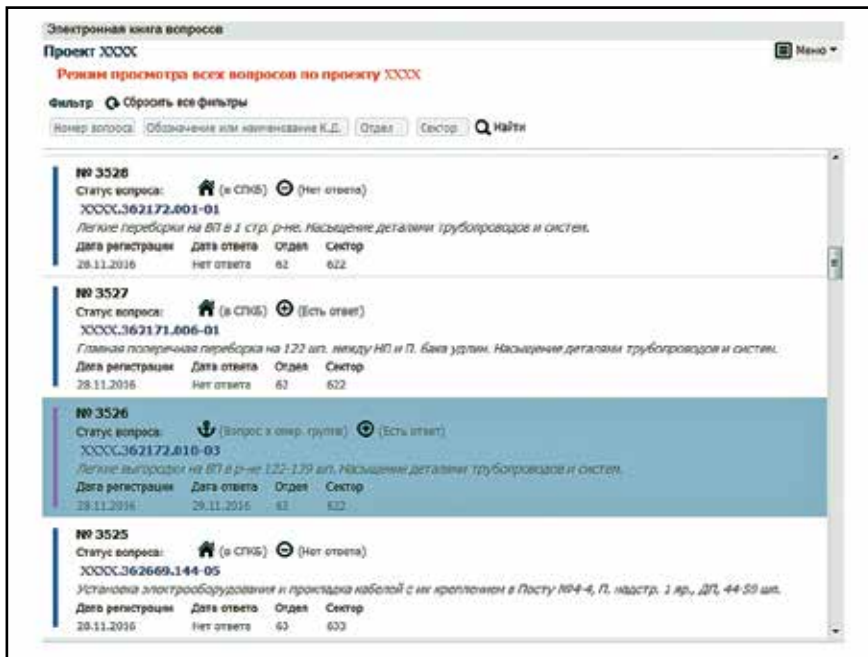 Электронная книга вопросов
Проект XXXX
Меню
Режим просмотра всех вопросов по проекту XXXX
Фильтр Сбросить все фильтры
Номер вопроса Обозначение или наименование К.Д. Отдел Сектор Найти
№ 3528
Статус вопроса: (в СПКБ) (Нет ответа)
XXXX.362172.001-01
Легкие переборки на ВП в 1 стр. р-не. Насыщение деталями трубопроводов и систем.
Дата регистрации Дата ответа Отдел Сектор
28.11.2016 Нет ответа 62 622
№ 3527
Статус вопроса: (в СПКБ) (Есть ответ)
XXXX.362171.006-01
Главная поперечная переборка на 122 шп. между НП и П. бака удлин. Насыщение деталями трубопроводов и систем.
Дата регистрации Дата ответа Отдел Сектор
28.11.2016 Нет ответа 62 622
№ 3526
Статус вопроса: (Вопрос в опер. группе) (Есть ответ)
XXXX.362172.010-03
Легкие выгородки на ВП в р-не 122-139 шп. Насыщение деталями трубопроводов и систем.
Дата регистрации Дата ответа Отдел Сектор
28.11.2016 29.11.2016 62 622
№ 3525
Статус вопроса: (в СПКБ) (Нет ответа)
XXXX.362669.144-05
Установка электрооборудования и прокладка кабелей с их креплением в Посту №4-4, П. надстр. 1 яр., ДП, 44-59 шп.
Дата регистрации Дата ответа Отдел Сектор
28.11.2016 Нет ответа 63 633